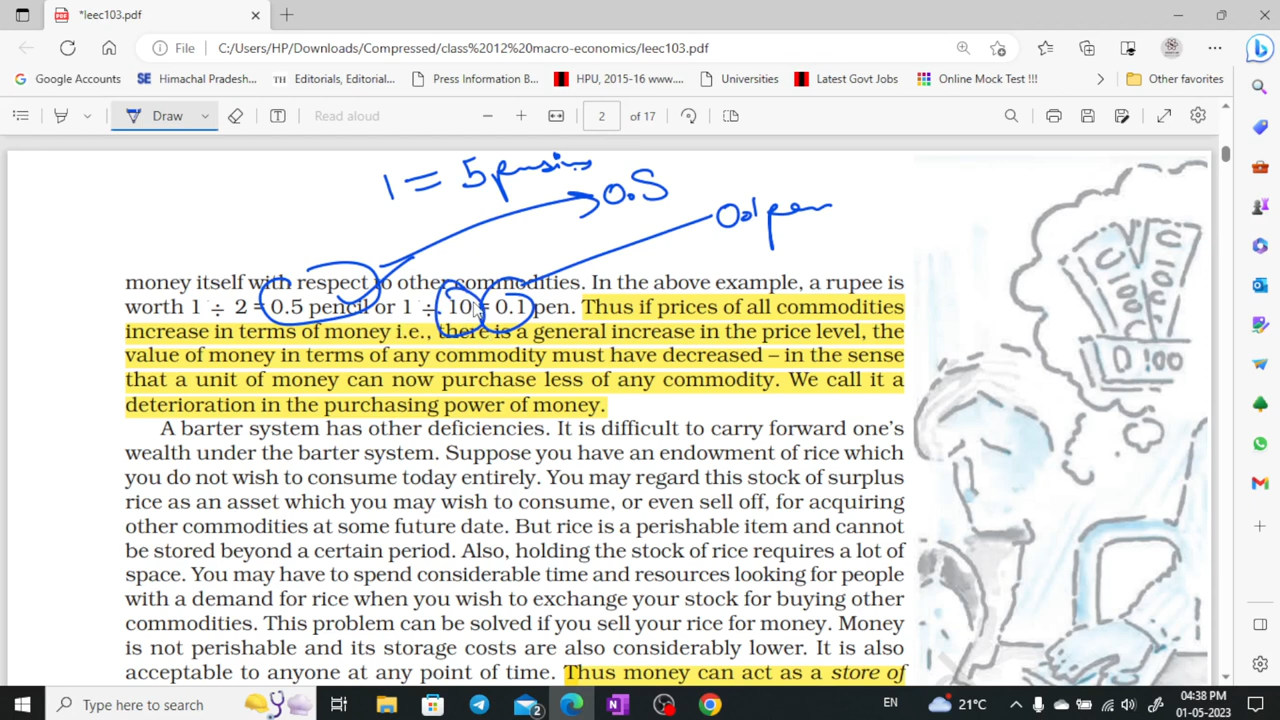 *leec103.pdf
File C:/Users/HP/Downloads/Compressed/class%2012%20macro-economics/leec103.pdf
Google Accounts SE Himachal Pradesh... TH Editorials, Editorial... Press Information B... HPU, 2015-16 www.... Universities Latest Govt Jobs Online Mock Test !!! Other favorites
Draw Read aloud 2 of 17
1 = 5
0.5
0.1 pen
money itself with respect to other commodities. In the above example, a rupee is
worth 1 ÷ 2 = 0.5 pencil or 1 ÷ 10 = 0.1 pen. Thus if prices of all commodities
increase in terms of money i.e., there is a general increase in the price level, the
value of money in terms of any commodity must have decreased – in the sense
that a unit of money can now purchase less of any commodity. We call it a
deterioration in the purchasing power of money.
A barter system has other deficiencies. It is difficult to carry forward one's
wealth under the barter system. Suppose you have an endowment of rice which
you do not wish to consume today entirely. You may regard this stock of surplus
rice as an asset which you may wish to consume, or even sell off, for acquiring
other commodities at some future date. But rice is a perishable item and cannot
be stored beyond a certain period. Also, holding the stock of rice requires a lot of
space. You may have to spend considerable time and resources looking for people
with a demand for rice when you wish to exchange your stock for buying other
commodities. This problem can be solved if you sell your rice for money. Money
is not perishable and its storage costs are also considerably lower. It is also
acceptable to anyone at any point of time. Thus money can act as a store of
Type here to search 2 21°C EN 04:38 PM
01-05-2023